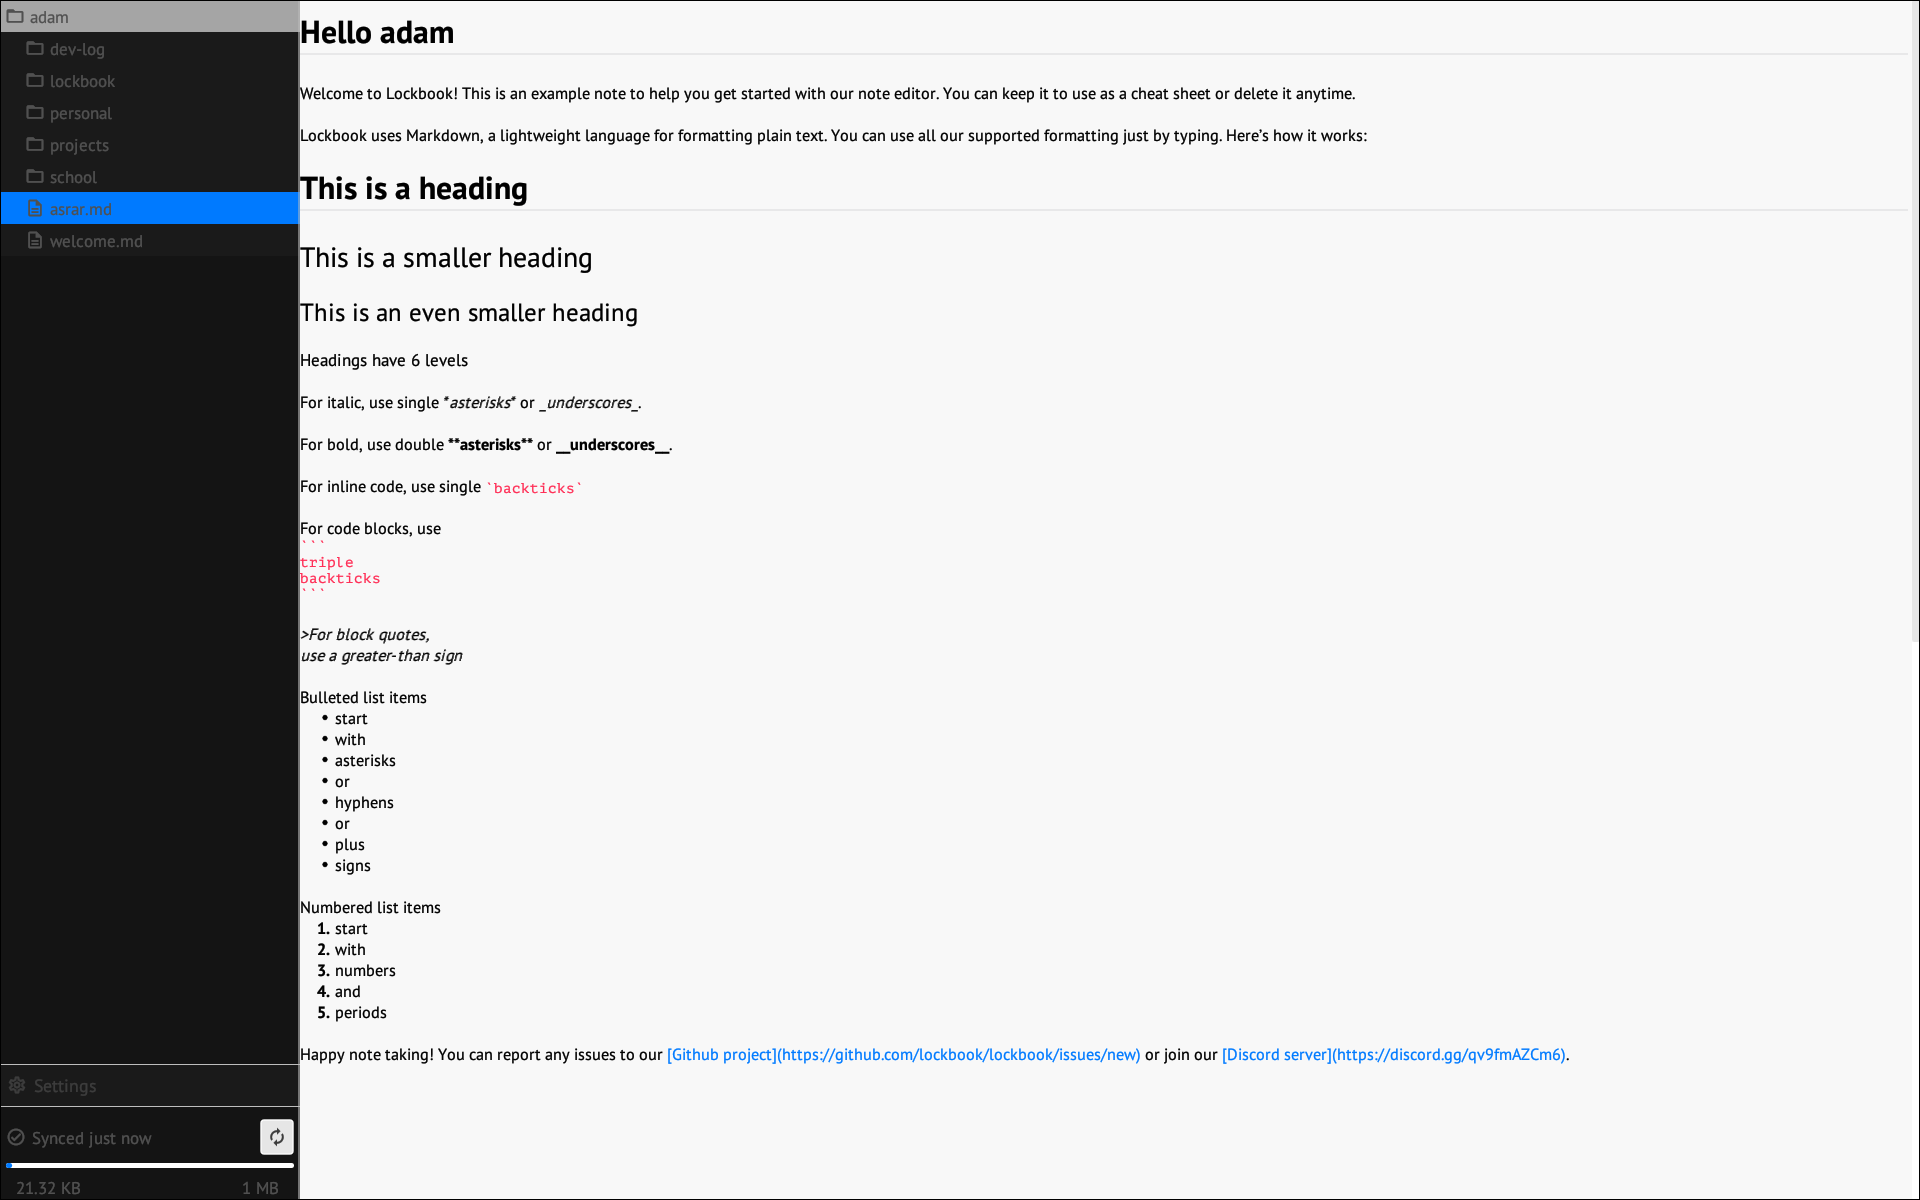 adam
dev-log
lockbook
personal
projects
school
asrar.md
welcome.md
Settings
Synced just now
21.32 KB
1 MB
Hello adam
Welcome to Lockbook! This is an example note to help you get started with our note editor. You can keep it to use as a cheat sheet or delete it anytime.
Lockbook uses Markdown, a lightweight language for formatting plain text. You can use all our supported formatting just by typing. Here’s how it works:
This is a heading
This is a smaller heading
This is an even smaller heading
Headings have 6 levels
For italic, use single *asterisks* or _underscores_.
For bold, use double **asterisks** or __underscores__.
For inline code, use single `backticks`
For code blocks, use
```
triple
backticks
```
>For block quotes,
use a greater-than sign
Bulleted list items
• start
• with
• asterisks
• or
• hyphens
• or
• plus
• signs
Numbered list items
1. start
2. with
3. numbers
4. and
5. periods
Happy note taking! You can report any issues to our [Github project](https://github.com/lockbook/lockbook/issues/new) or join our [Discord server](https://discord.gg/qv9fmAZCm6).